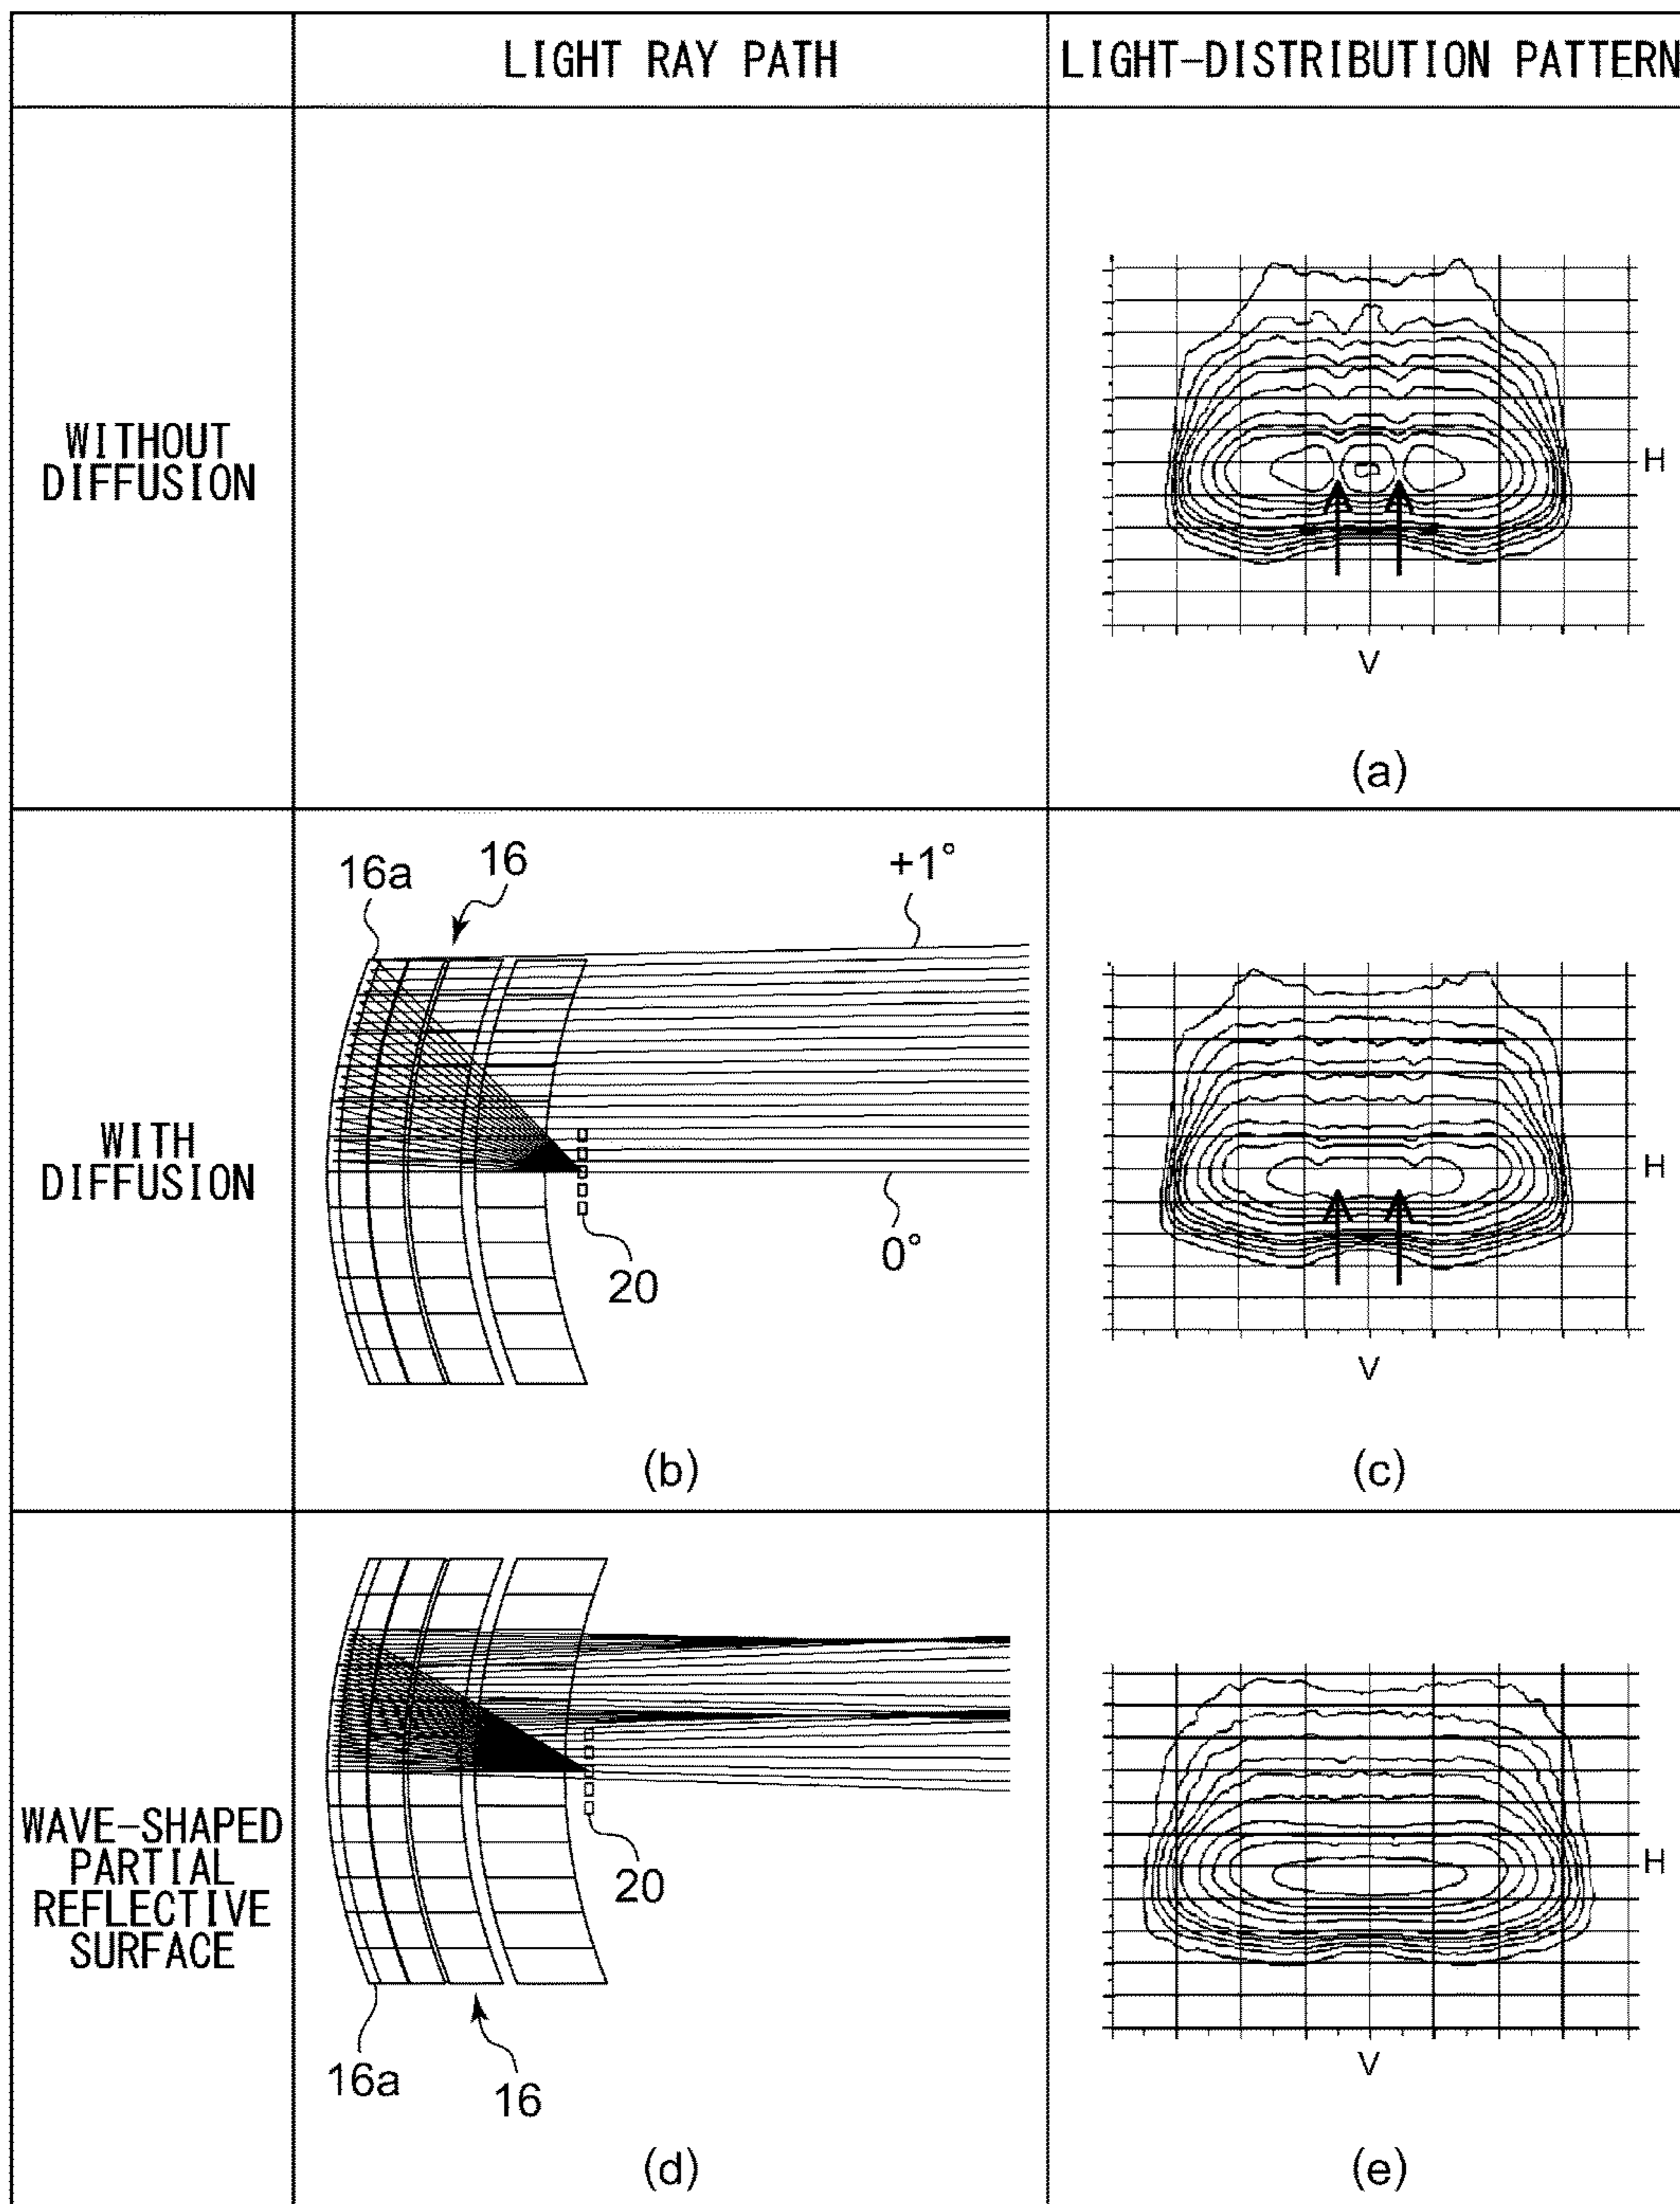 LIGHT RAY PATH
LIGHT-DISTRIBUTION PATTERN
WITHOUT
DIFFUSION
H
V
(a)
WITH
DIFFUSION
16a
16
+1°
0°
20
(b)
H
V
(c)
WAVE-SHAPED
PARTIAL
REFLECTIVE
SURFACE
20
16a
16
(d)
H
V
(e)